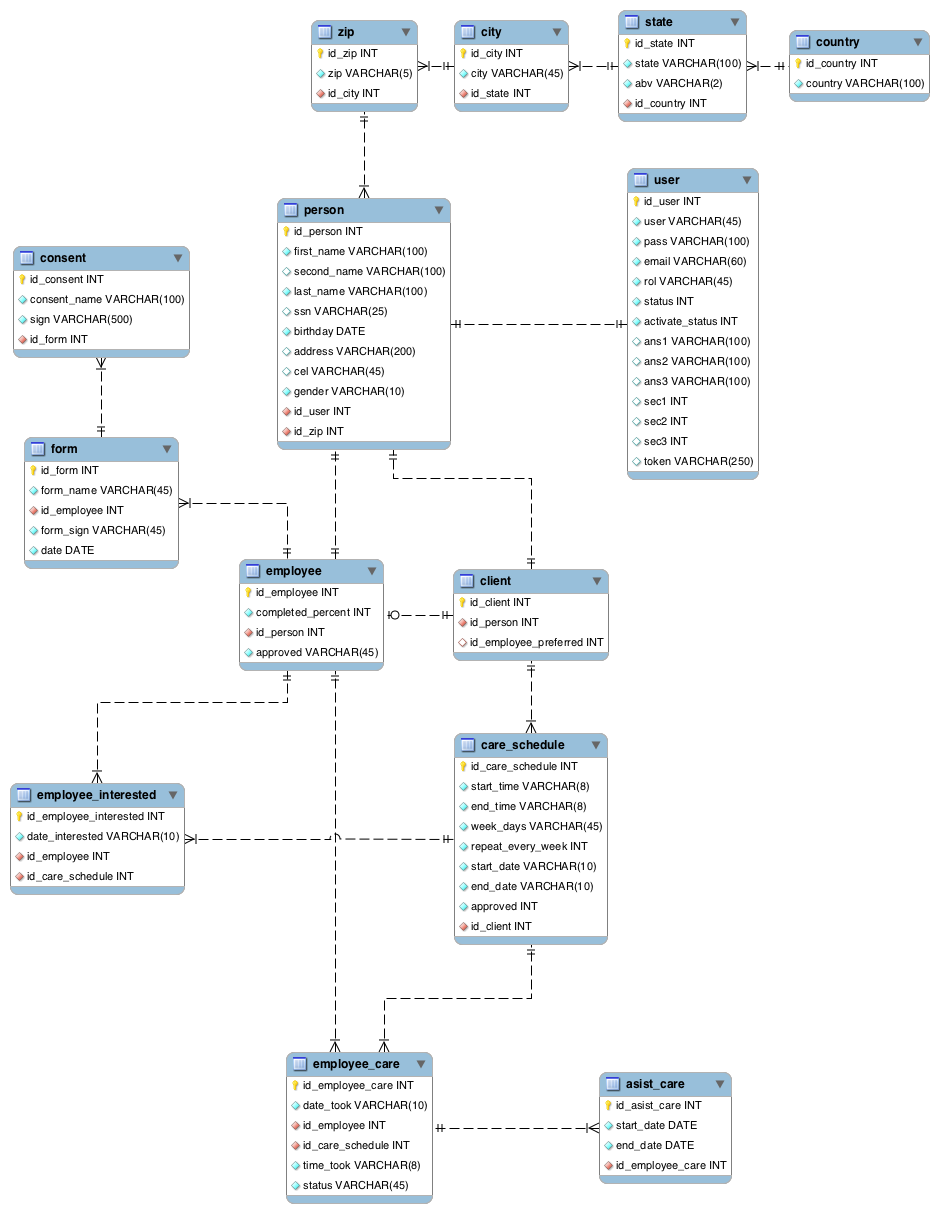 zip
id_zip INT
zip VARCHAR(5)
id_city INT
city
id_city INT
city VARCHAR(45)
id_state INT
state
id_state INT
state VARCHAR(100)
abv VARCHAR(2)
id_country INT
country
id_country INT
country VARCHAR(100)
person
id_person INT
first_name VARCHAR(100)
second_name VARCHAR(100)
last_name VARCHAR(100)
ssn VARCHAR(25)
birthday DATE
address VARCHAR(200)
cel VARCHAR(45)
gender VARCHAR(10)
id_user INT
id_zip INT
user
id_user INT
user VARCHAR(45)
pass VARCHAR(100)
email VARCHAR(60)
rol VARCHAR(45)
status INT
activate_status INT
ans1 VARCHAR(100)
ans2 VARCHAR(100)
ans3 VARCHAR(100)
sec1 INT
sec2 INT
sec3 INT
token VARCHAR(250)
consent
id_consent INT
consent_name VARCHAR(100)
sign VARCHAR(500)
id_form INT
form
id_form INT
form_name VARCHAR(45)
id_employee INT
form_sign VARCHAR(45)
date DATE
employee
id_employee INT
completed_percent INT
id_person INT
approved VARCHAR(45)
client
id_client INT
id_person INT
id_employee_preferred INT
employee_interested
id_employee_interested INT
date_interested VARCHAR(10)
id_employee INT
id_care_schedule INT
care_schedule
id_care_schedule INT
start_time VARCHAR(8)
end_time VARCHAR(8)
week_days VARCHAR(45)
repeat_every_week INT
start_date VARCHAR(10)
end_date VARCHAR(10)
approved INT
id_client INT
employee_care
id_employee_care INT
date_took VARCHAR(10)
id_employee INT
id_care_schedule INT
time_took VARCHAR(8)
status VARCHAR(45)
asist_care
id_asist_care INT
start_date DATE
end_date DATE
id_employee_care INT